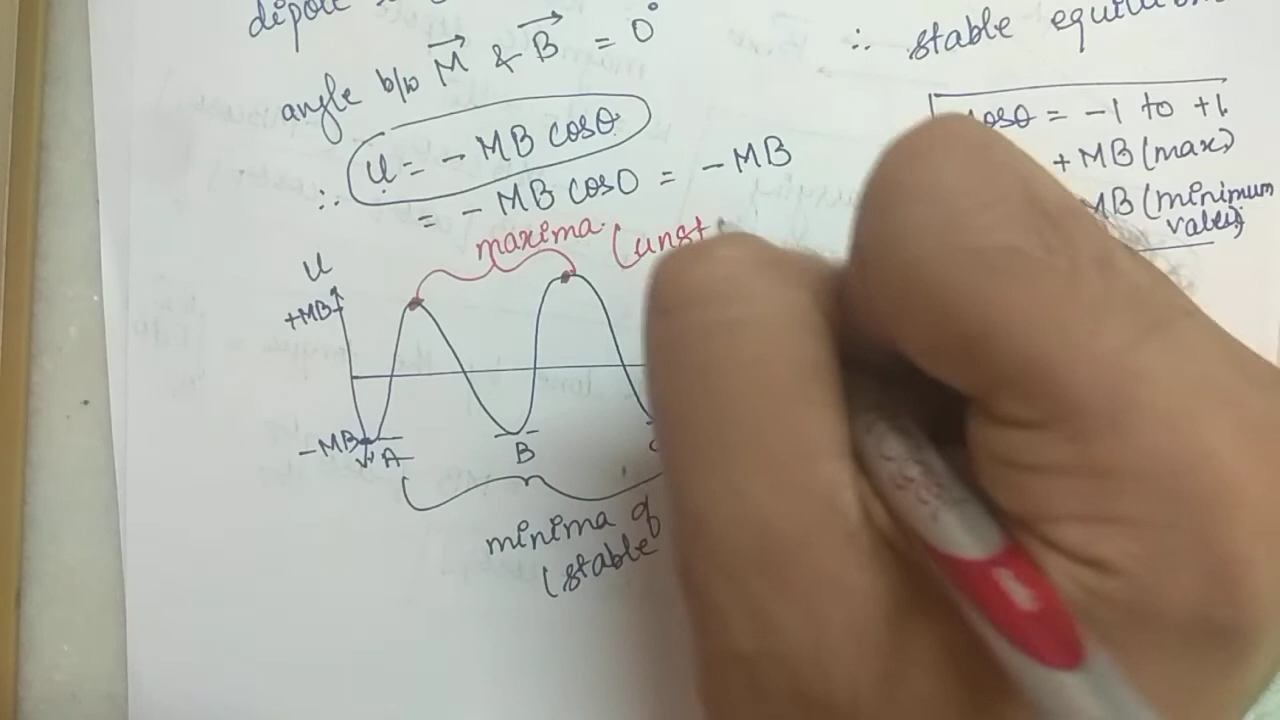 dipole
angle b/w M & B = 0°
∴ U = - MB cosθ
= - MB cos0 = - MB
∴ stable
cosθ = -1 to +1.
+MB (max)
MB (minimum
value)
maxima (unst
U
+MB
-MB
A
B
minima of
(stable